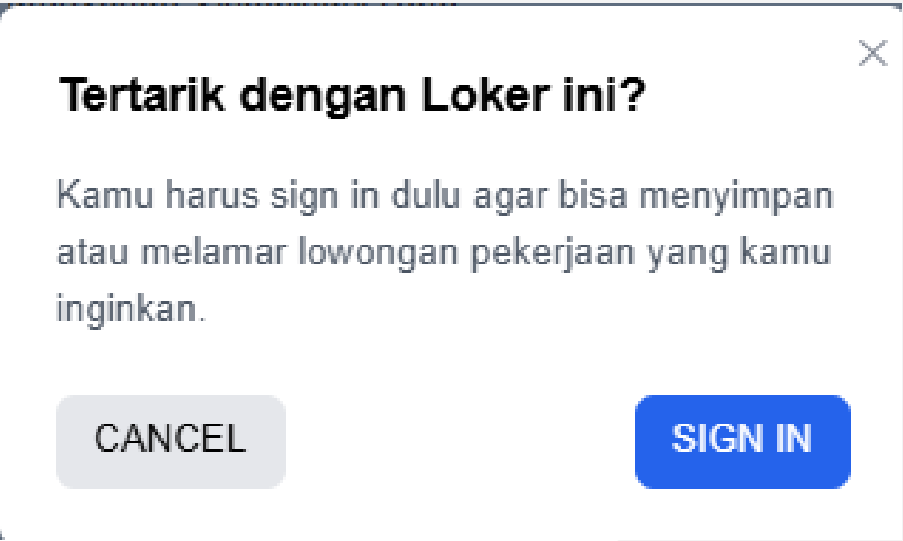 Tertarik dengan Loker ini?
Kamu harus sign in dulu agar bisa menyimpan
atau melamar lowongan pekerjaan yang kamu
inginkan.
CANCEL
SIGN IN